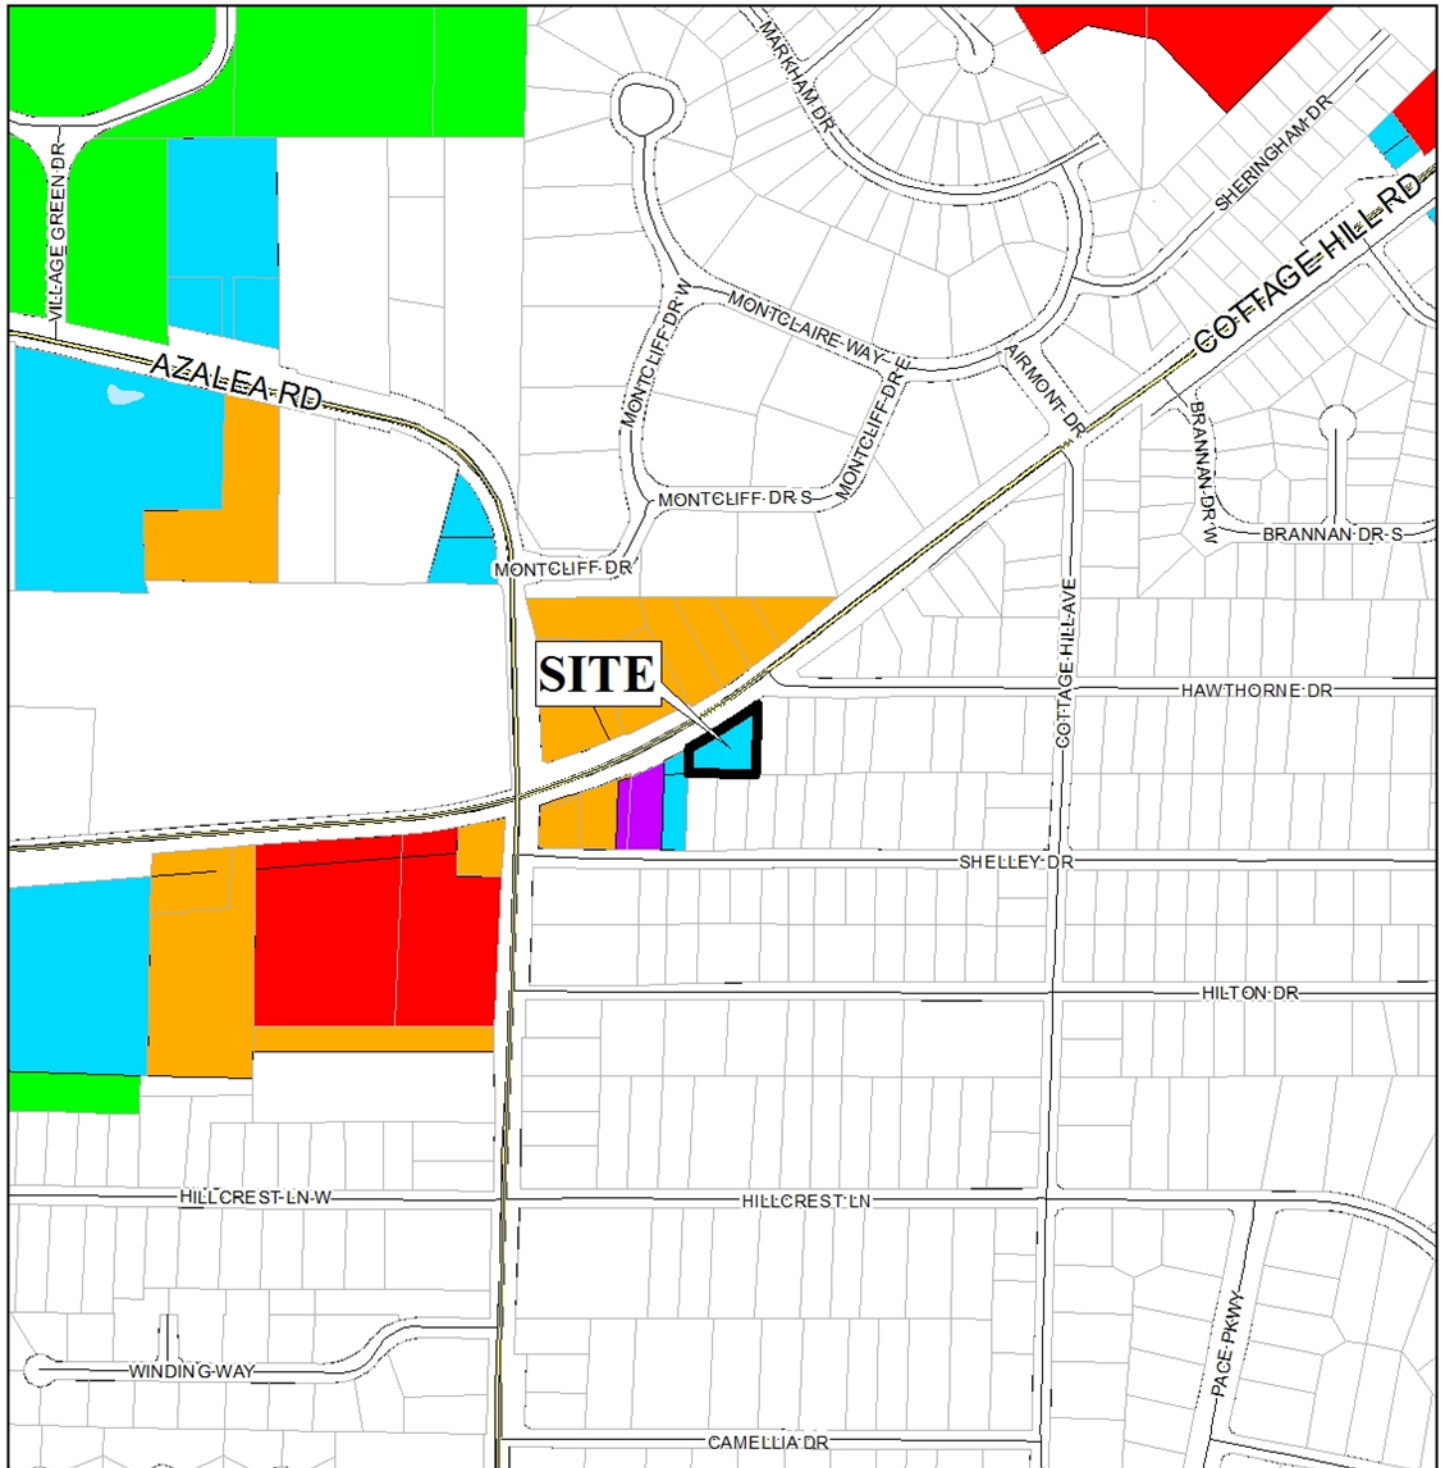 MARKHAM DR
SHERINGHAM DR
VILLAGE GREEN DR
COTTAGE HILL RD
MONTCLIFF DR W
MONTCLAIRE WAY
MONTCLIFF DR E
AIRMONT DR
AZALEA RD
BRANNAN DR W
MONTCLIFF DR S
BRANNAN DR S
MONTCLIFF DR
COTTAGE HILL AVE
SITE
HAWTHORNE DR
SHELLEY DR
HILTON DR
HILLCREST LN W
HILLCREST LN
PACE PKWY
WINDING WAY
CAMELLIA DR